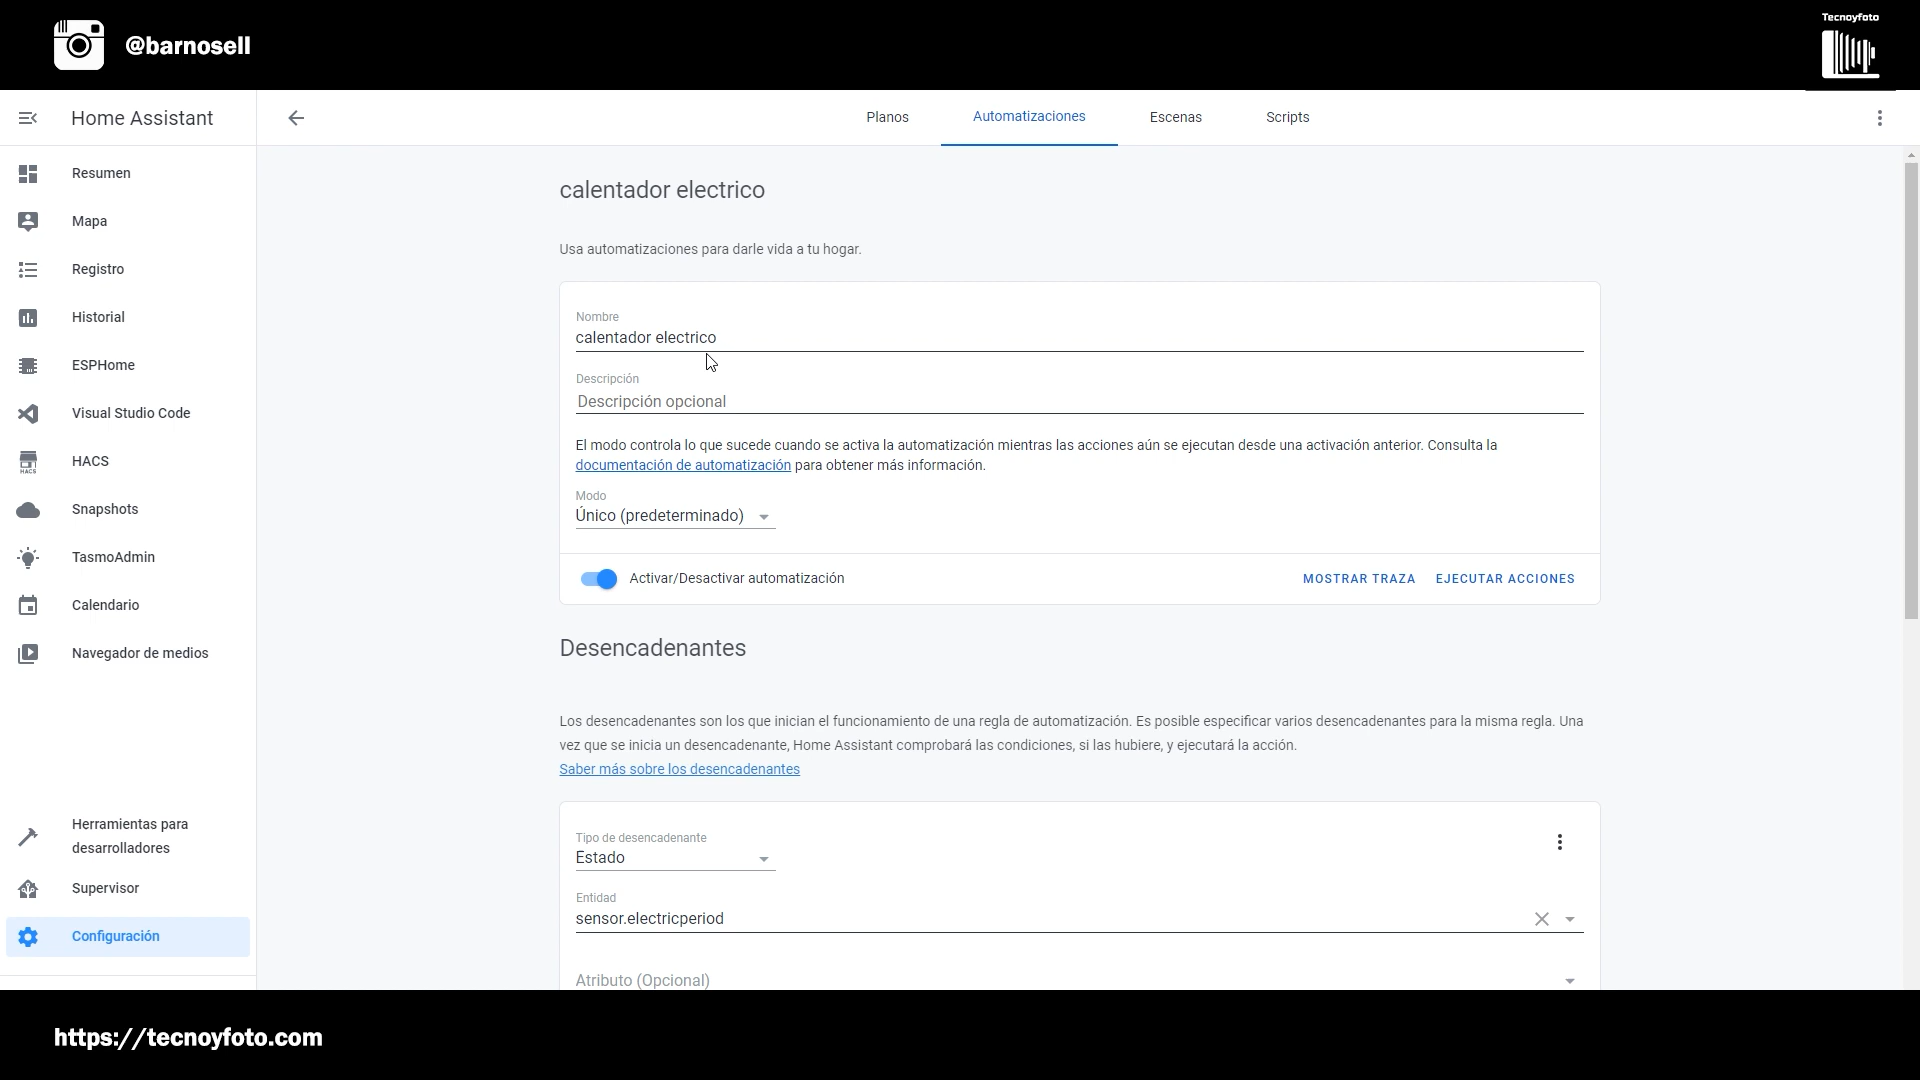 @barnosell
Tecnoyfoto
Home Assistant
Planos
Automatizaciones
Escenas
Scripts
Resumen
Mapa
Registro
Historial
ESPHome
Visual Studio Code
HACS
HACS
Snapshots
TasmoAdmin
Calendario
Navegador de medios
Herramientas para
desarrolladores
Supervisor
Configuración
calentador electrico
Usa automatizaciones para darle vida a tu hogar.
Nombre
calentador electrico
Descripción
Descripción opcional
El modo controla lo que sucede cuando se activa la automatización mientras las acciones aún se ejecutan desde una activación anterior. Consulta la
documentación de automatización para obtener más información.
Modo
Único (predeterminado)
Activar/Desactivar automatización
MOSTRAR TRAZA
EJECUTAR ACCIONES
Desencadenantes
Los desencadenantes son los que inician el funcionamiento de una regla de automatización. Es posible especificar varios desencadenantes para la misma regla. Una
vez que se inicia un desencadenante, Home Assistant comprobará las condiciones, si las hubiere, y ejecutará la acción.
Saber más sobre los desencadenantes
Tipo de desencadenante
Estado
Entidad
sensor.electricperiod
Atributo (Opcional)
https://tecnoyfoto.com